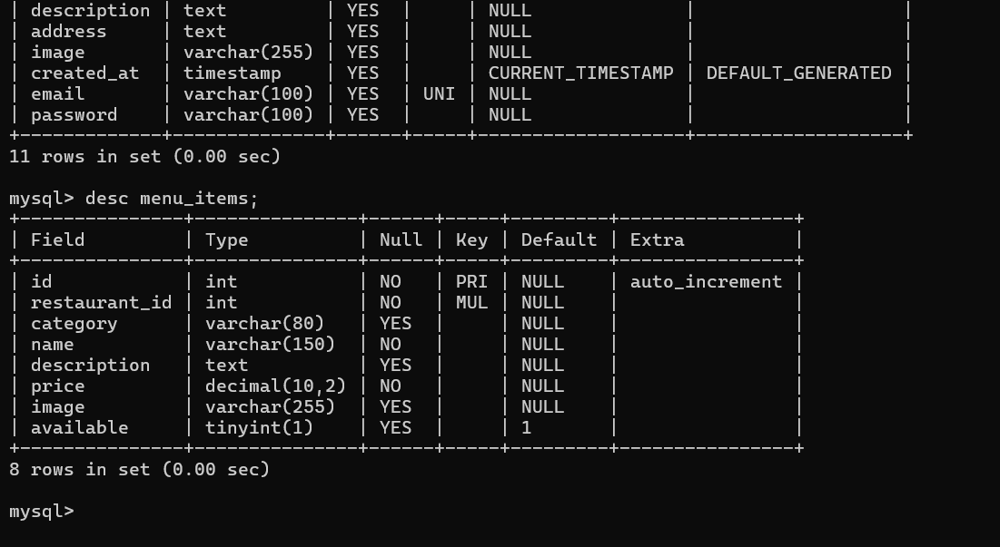 | description | text         | YES  |     | NULL              |                   |
| address     | text         | YES  |     | NULL              |                   |
| image       | varchar(255) | YES  |     | NULL              |                   |
| created_at  | timestamp    | YES  |     | CURRENT_TIMESTAMP | DEFAULT_GENERATED |
| email       | varchar(100) | YES  | UNI | NULL              |                   |
| password    | varchar(100) | YES  |     | NULL              |                   |
+-------------+--------------+------+-----+-------------------+-------------------+
11 rows in set (0.00 sec)

mysql> desc menu_items;
+---------------+---------------+------+-----+---------+----------------+
| Field         | Type          | Null | Key | Default | Extra          |
+---------------+---------------+------+-----+---------+----------------+
| id            | int           | NO   | PRI | NULL    | auto_increment |
| restaurant_id | int           | NO   | MUL | NULL    |                |
| category      | varchar(80)   | YES  |     | NULL    |                |
| name          | varchar(150)  | NO   |     | NULL    |                |
| description   | text          | YES  |     | NULL    |                |
| price         | decimal(10,2) | NO   |     | NULL    |                |
| image         | varchar(255)  | YES  |     | NULL    |                |
| available     | tinyint(1)    | YES  |     | 1       |                |
+---------------+---------------+------+-----+---------+----------------+
8 rows in set (0.00 sec)

mysql>